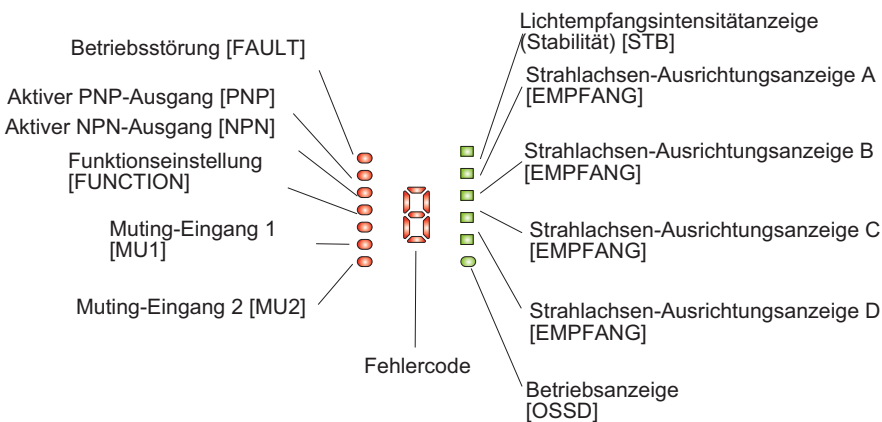 Betriebsstörung [FAULT]
Aktiver PNP-Ausgang [PNP]
Aktiver NPN-Ausgang [NPN]
Funktionseinstellung
[FUNCTION]
Muting-Eingang 1
[MU1]
Muting-Eingang 2 [MU2]
Fehlercode
Lichtempfangsintensitätanzeige
(Stabilität) [STB]
Strahlachsen-Ausrichtungsanzeige A
[EMPFANG]
Strahlachsen-Ausrichtungsanzeige B
[EMPFANG]
Strahlachsen-Ausrichtungsanzeige C
[EMPFANG]
Strahlachsen-Ausrichtungsanzeige D
[EMPFANG]
Betriebsanzeige
[OSSD]